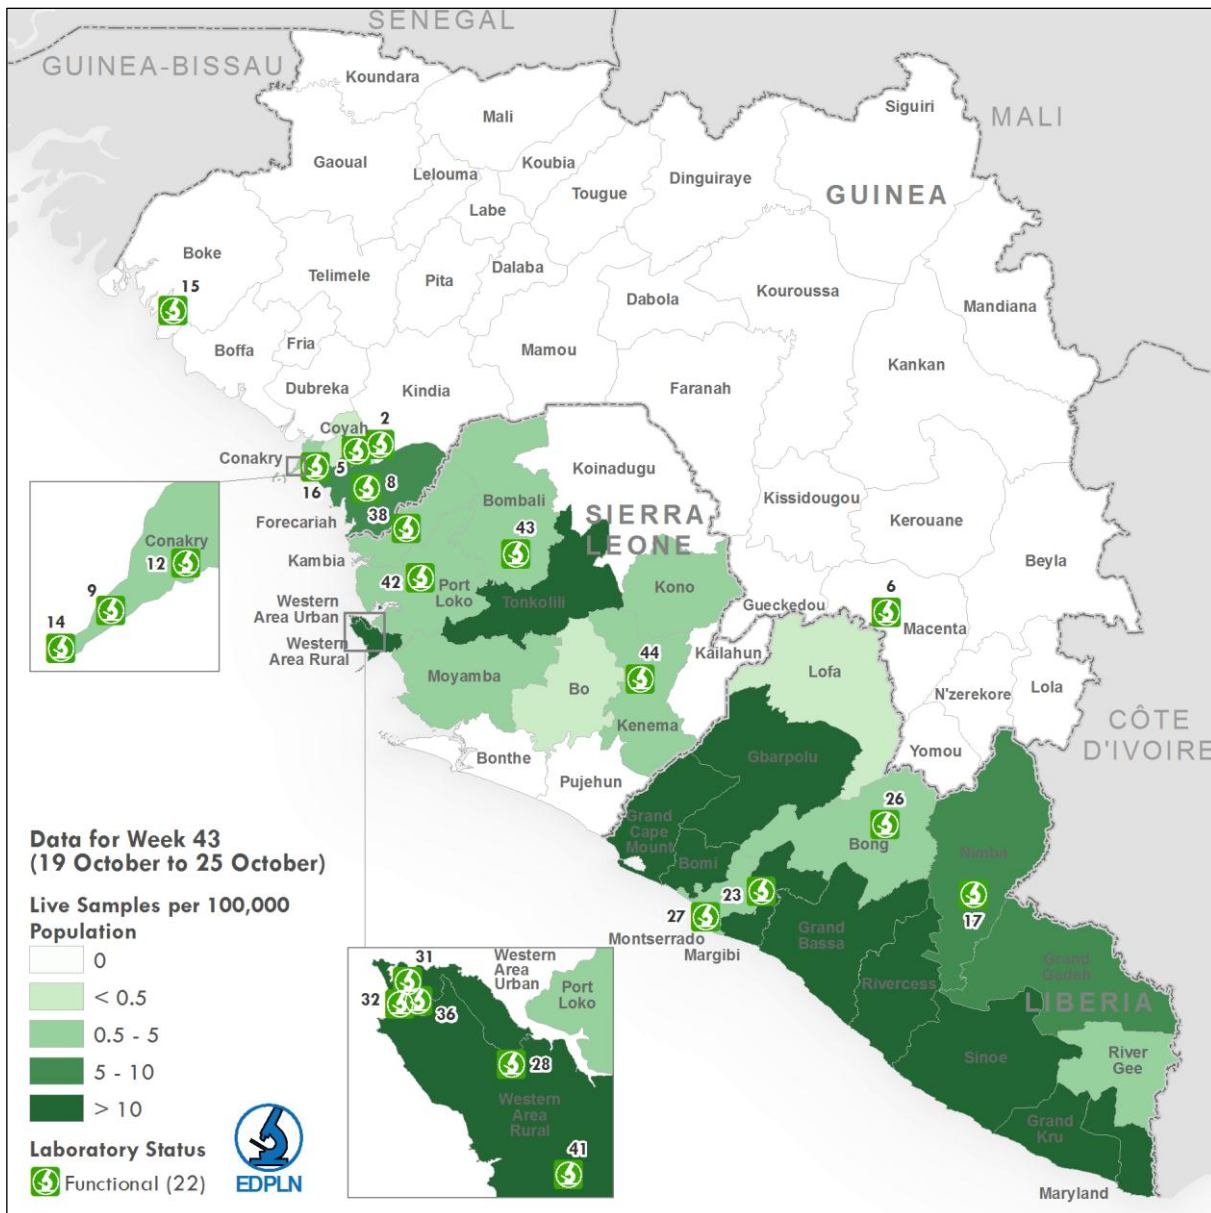 SENEGAL
GUINEA-BISSAU
Koundara
Mali
Siguiri
MALI
Gaoual
Lelouma
Koubia
Tougue
Dinguiraye
GUINEA
Labe
Boke
Telimele
Pita
Dalaba
Dabola
Kouroussa
Mandiana
15
Boffa
Fria
Mamou
Kankan
Dubreka
Kindia
Faranah
2
Coyah
Conakry
5
16
8
Koinadugu
Kissidougou
Kerouane
Bombali
SIERRA
LEONE
Forecariah
38
43
Beyla
Conakry
12
Kambia
42
Port
Loko
Tonkolili
Kono
Gueckedou
6
Macenta
9
14
Western
Area Urban
Western
Area Rural
Kailahun
44
Moyamba
Bo
Lofa
N'zerekore
Lola
CÔTE
D'IVOIRE
Kenema
Bonthe
Pujehun
Gbarpolu
Yomou
26
Bong
Nimba
Grand
Cape
Mount
Bomi
23
27
Montserrado
Margibi
Grand
Bassa
17
Rivercess
Grand
Gedeh
LIBERIA
Sinoe
River
Gee
Grand
Kru
Maryland
Data for Week 43
(19 October to 25 October)
Live Samples per 100,000
Population
0
< 0.5
0.5 - 5
5 - 10
> 10
Laboratory Status
Functional (22)
EDPLN
31
Western
Area
Urban
Port
Loko
32
36
28
Western
Area
Rural
41